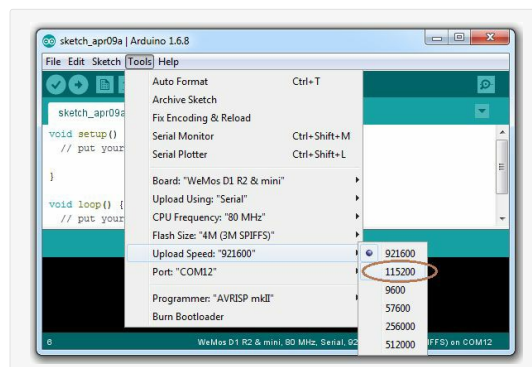 sketch_apr09a | Arduino 1.6.8
File Edit Sketch Tools Help
sketch_apr09a
Auto Format Ctrl+T
Archive Sketch
Fix Encoding & Reload
Serial Monitor Ctrl+Shift+M
Serial Plotter Ctrl+Shift+L
Board: "WeMos D1 R2 & mini"
Upload Using: "Serial"
CPU Frequency: "80 MHz"
Flash Size: "4M (3M SPIFFS)"
Upload Speed: "921600"
Port: "COM12"
Programmer: "AVRISP mkII"
Burn Bootloader
921600
115200
9600
57600
256000
512000
void setup()
// put your
}
void loop() {
// put your
6 WeMos D1 R2 & mini, 80 MHz, Serial, 92 IFFS) on COM12